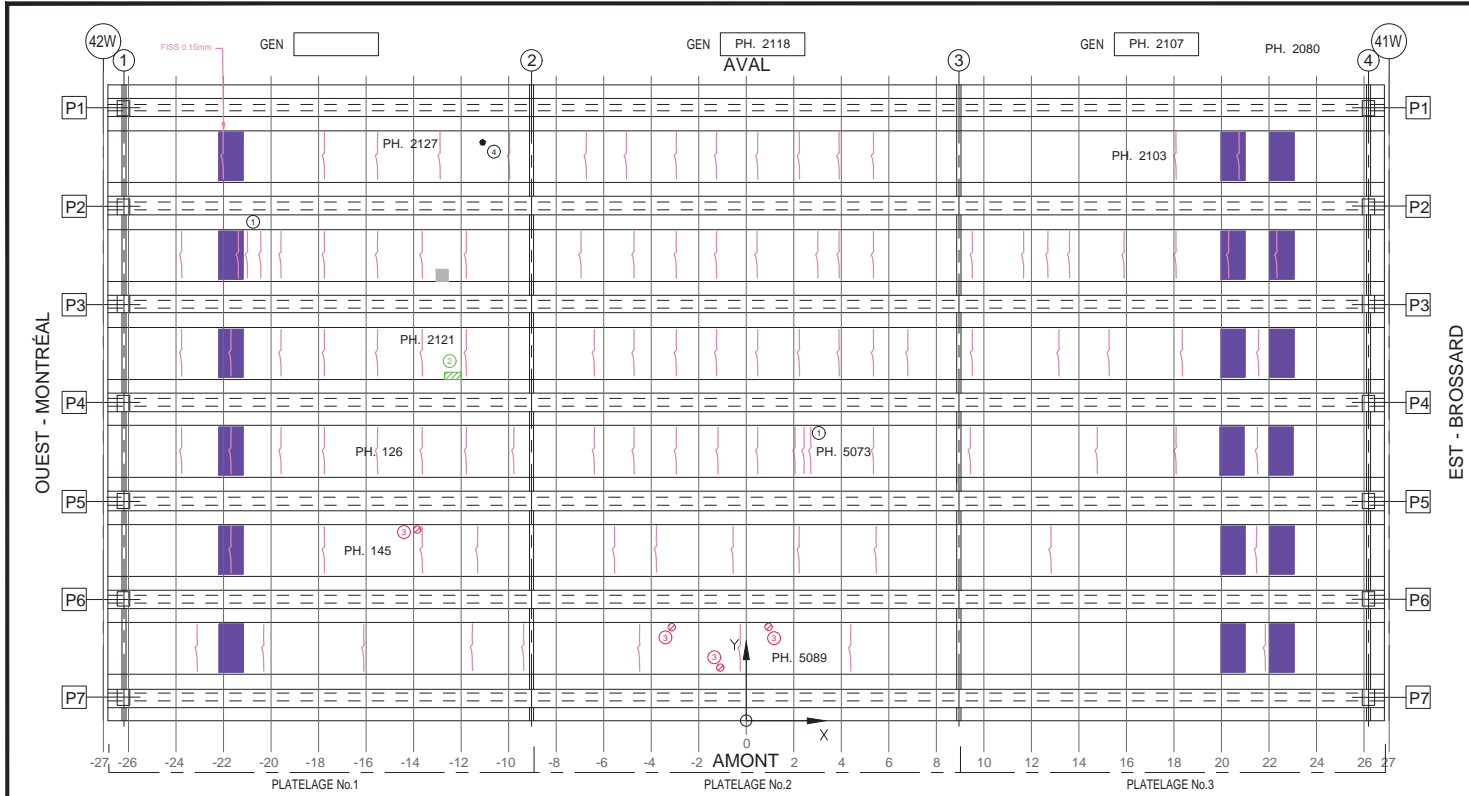 42W
41W
FISS 0.15mm
GEN
GEN PH. 2118
GEN PH. 2107
PH. 2080
1
2
3
4
AVAL
P1
P1
PH. 2127
4
PH. 2103
P2
P2
1
P3
P3
OUEST - MONTRÉAL
EST - BROSSARD
PH. 2121
2
P4
P4
1
PH. 126
PH. 5073
P5
P5
3
PH. 145
P6
P6
3
3
3
Y
PH. 5089
P7
P7
X
0
-27 -26 -24 -22 -20 -18 -16 -14 -12 -10 -8 -6 -4 -2 AMONT 2 4 6 8 10 12 14 16 18 20 22 24 26 27
PLATELAGE No.1
PLATELAGE No.2
PLATELAGE No.3